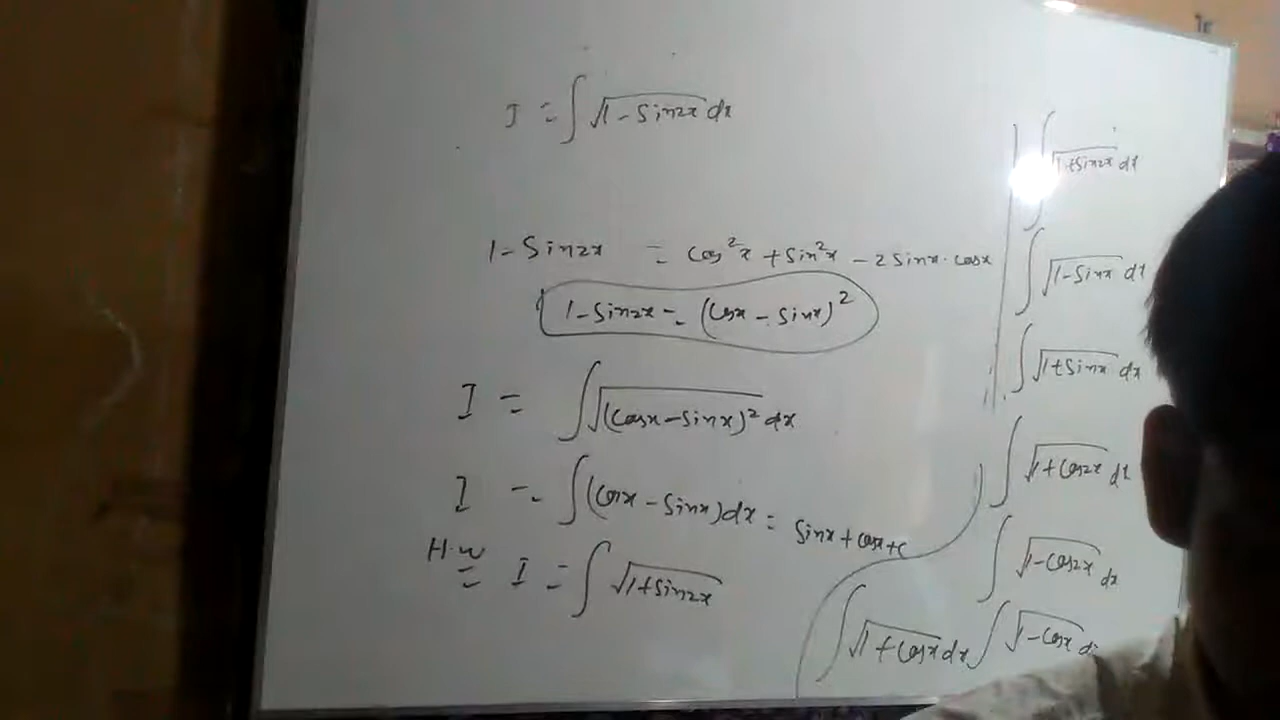 I = ∫ √1 - sin2x dx
1 - sin2x = cos²x + sin²x - 2 sinx · cosx
1 - sin2x = (cosx - sinx)²
I = ∫ √(cosx - sinx)² dx
I = ∫ (cosx - sinx) dx = sinx + cosx + c
H.W I = ∫ √1 + sin2x
∫ √1 + sin2x dx
∫ √1 - sinx dx
∫ √1 + sinx dx
∫ √1 + cos2x dx
∫ √1 - cos2x dx
∫ √1 + cosx dx ∫ √1 - cosx dx